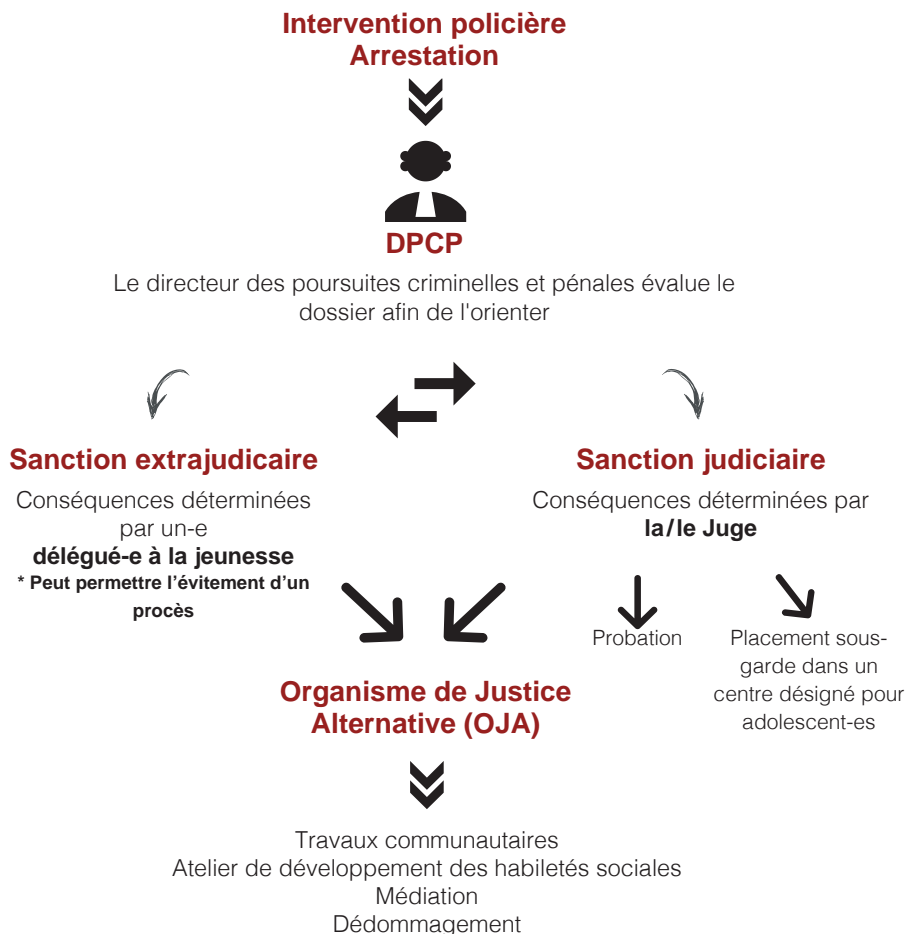 Intervention policière
Arrestation
DPCP
Le directeur des poursuites criminelles et pénales évalue le
dossier afin de l'orienter
Sanction extrajudicaire
Conséquences déterminées
par un-e
délégué-e à la jeunesse
* Peut permettre l’évitement d’un
procès
Sanction judiciaire
Conséquences déterminées par
la/le Juge
Probation
Placement sous-
garde dans un
centre désigné pour
adolescent-es
Organisme de Justice
Alternative (OJA)
Travaux communautaires
Atelier de développement des habiletés sociales
Médiation
Dédommagement